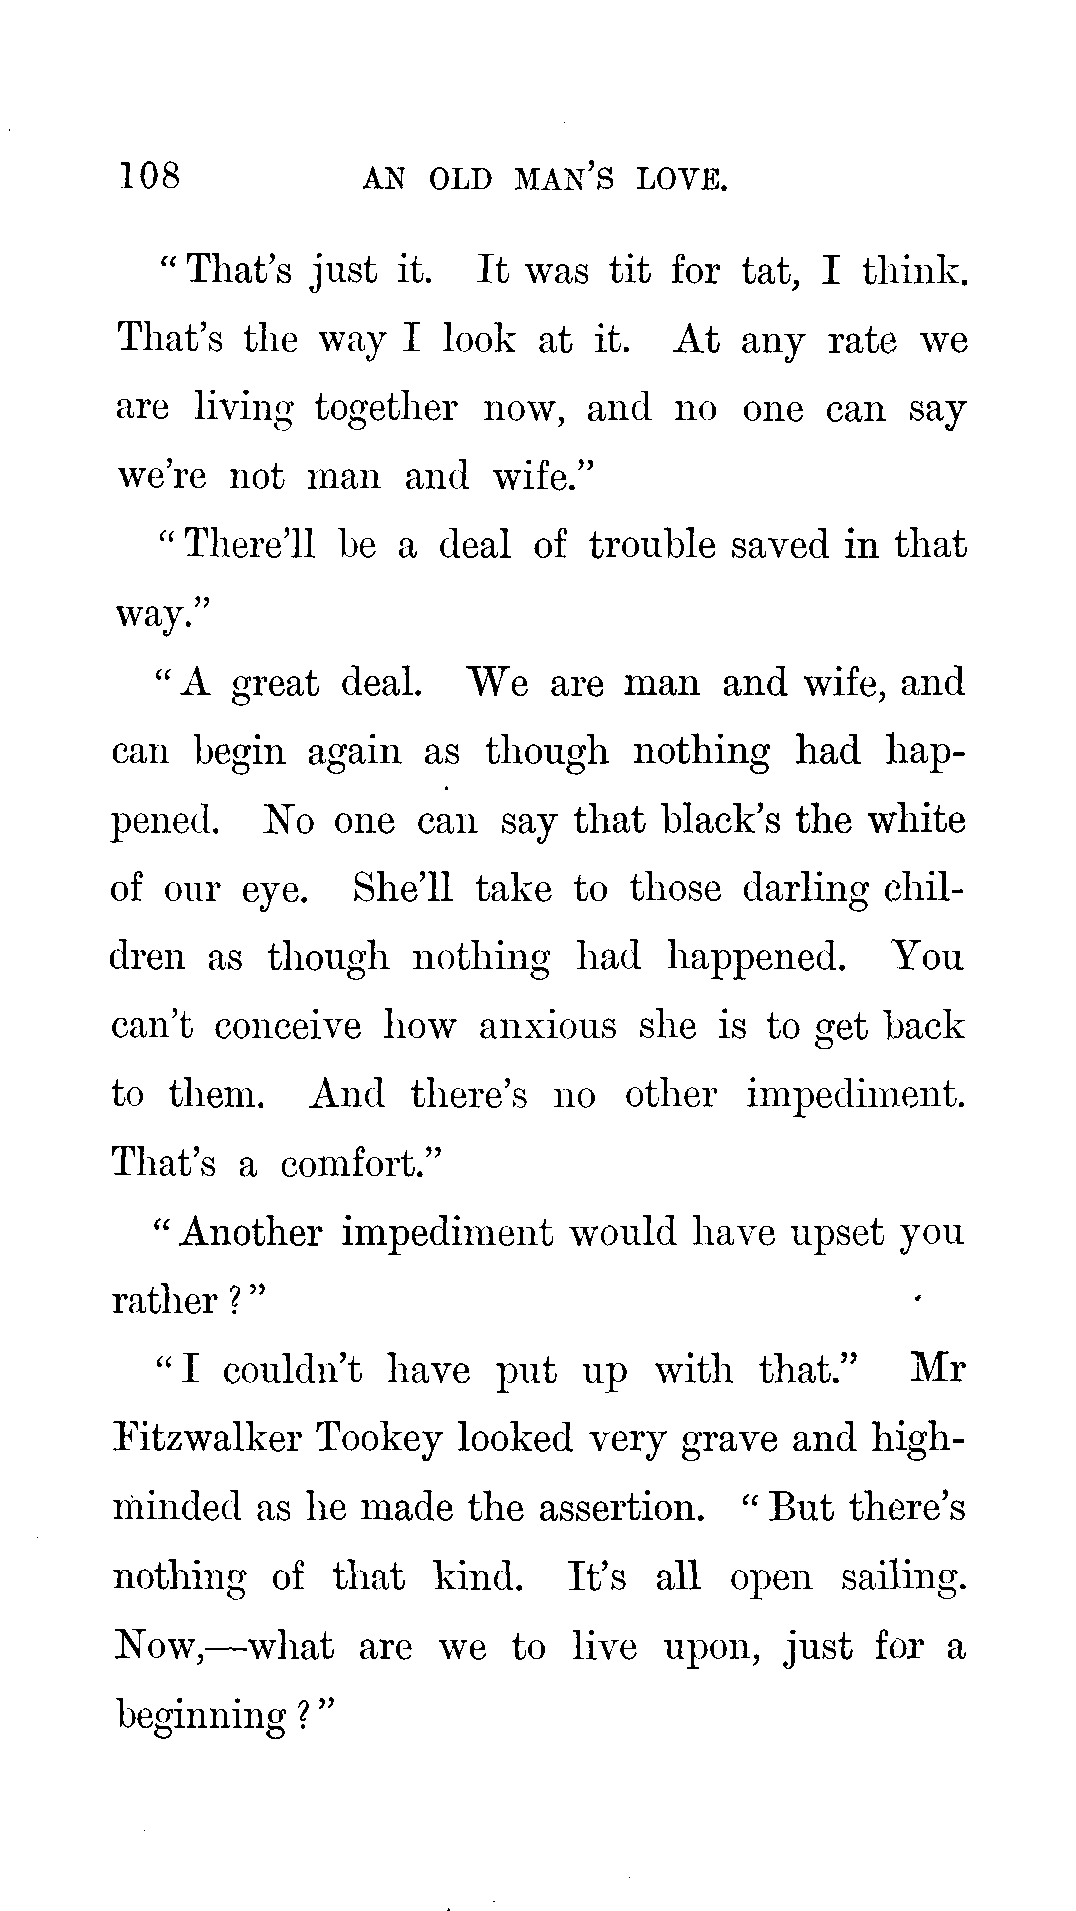 108 AN OLD MAN'S LOVE.
"That's just it. It was tit for tat, I think.
That's the way I look at it. At any rate we
are living together now, and no one can say
we're not man and wife."
"There'll be a deal of trouble saved in that
way."
"A great deal. We are man and wife, and
can begin again as though nothing had hap-
pened. No one can say that black's the white
of our eye. She'll take to those darling chil-
dren as though nothing had happened. You
can't conceive how anxious she is to get back
to them. And there's no other impediment.
That's a comfort."
"Another impediment would have upset you
rather?"
"I couldn't have put up with that." Mr
Fitzwalker Tookey looked very grave and high-
minded as he made the assertion. "But there's
nothing of that kind. It's all open sailing.
Now,—what are we to live upon, just for a
beginning?"